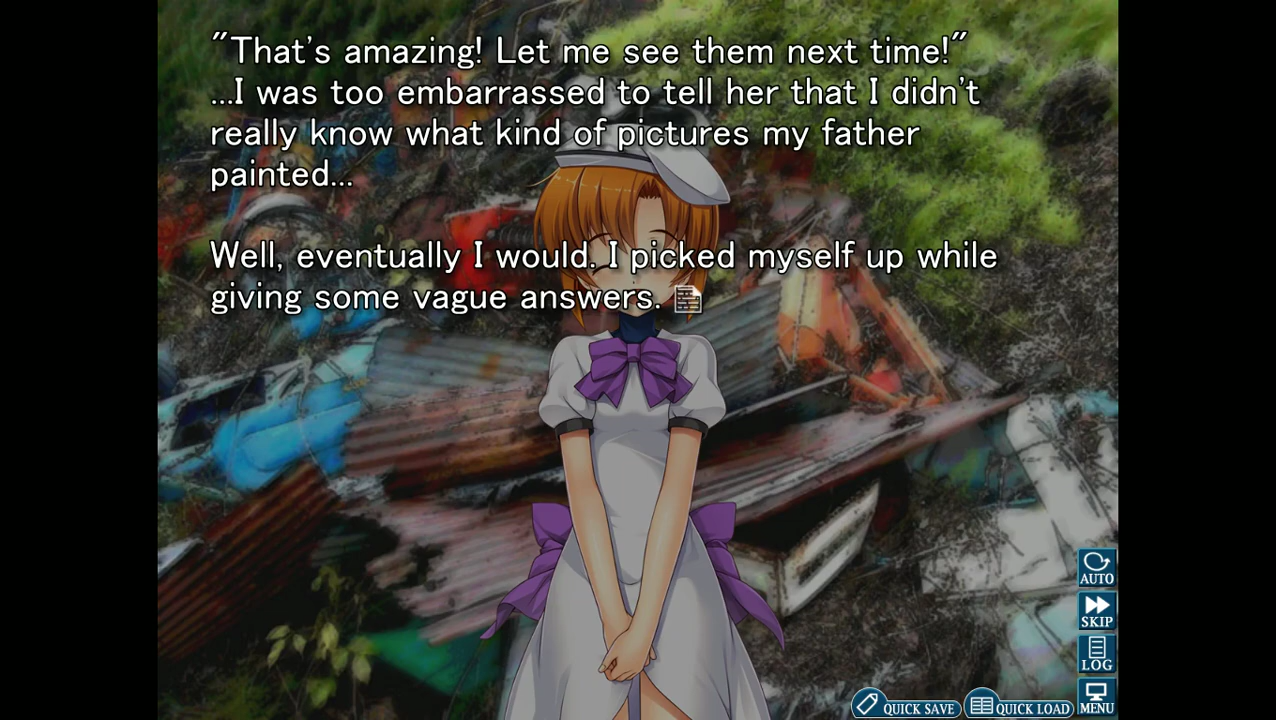 "That's amazing! Let me see them next time!"
...I was too embarrassed to tell her that I didn't
really know what kind of pictures my father
painted...
Well, eventually I would. I picked myself up while
giving some vague answers.
AUTO
SKIP
LOG
MENU
QUICK SAVE
QUICK LOAD